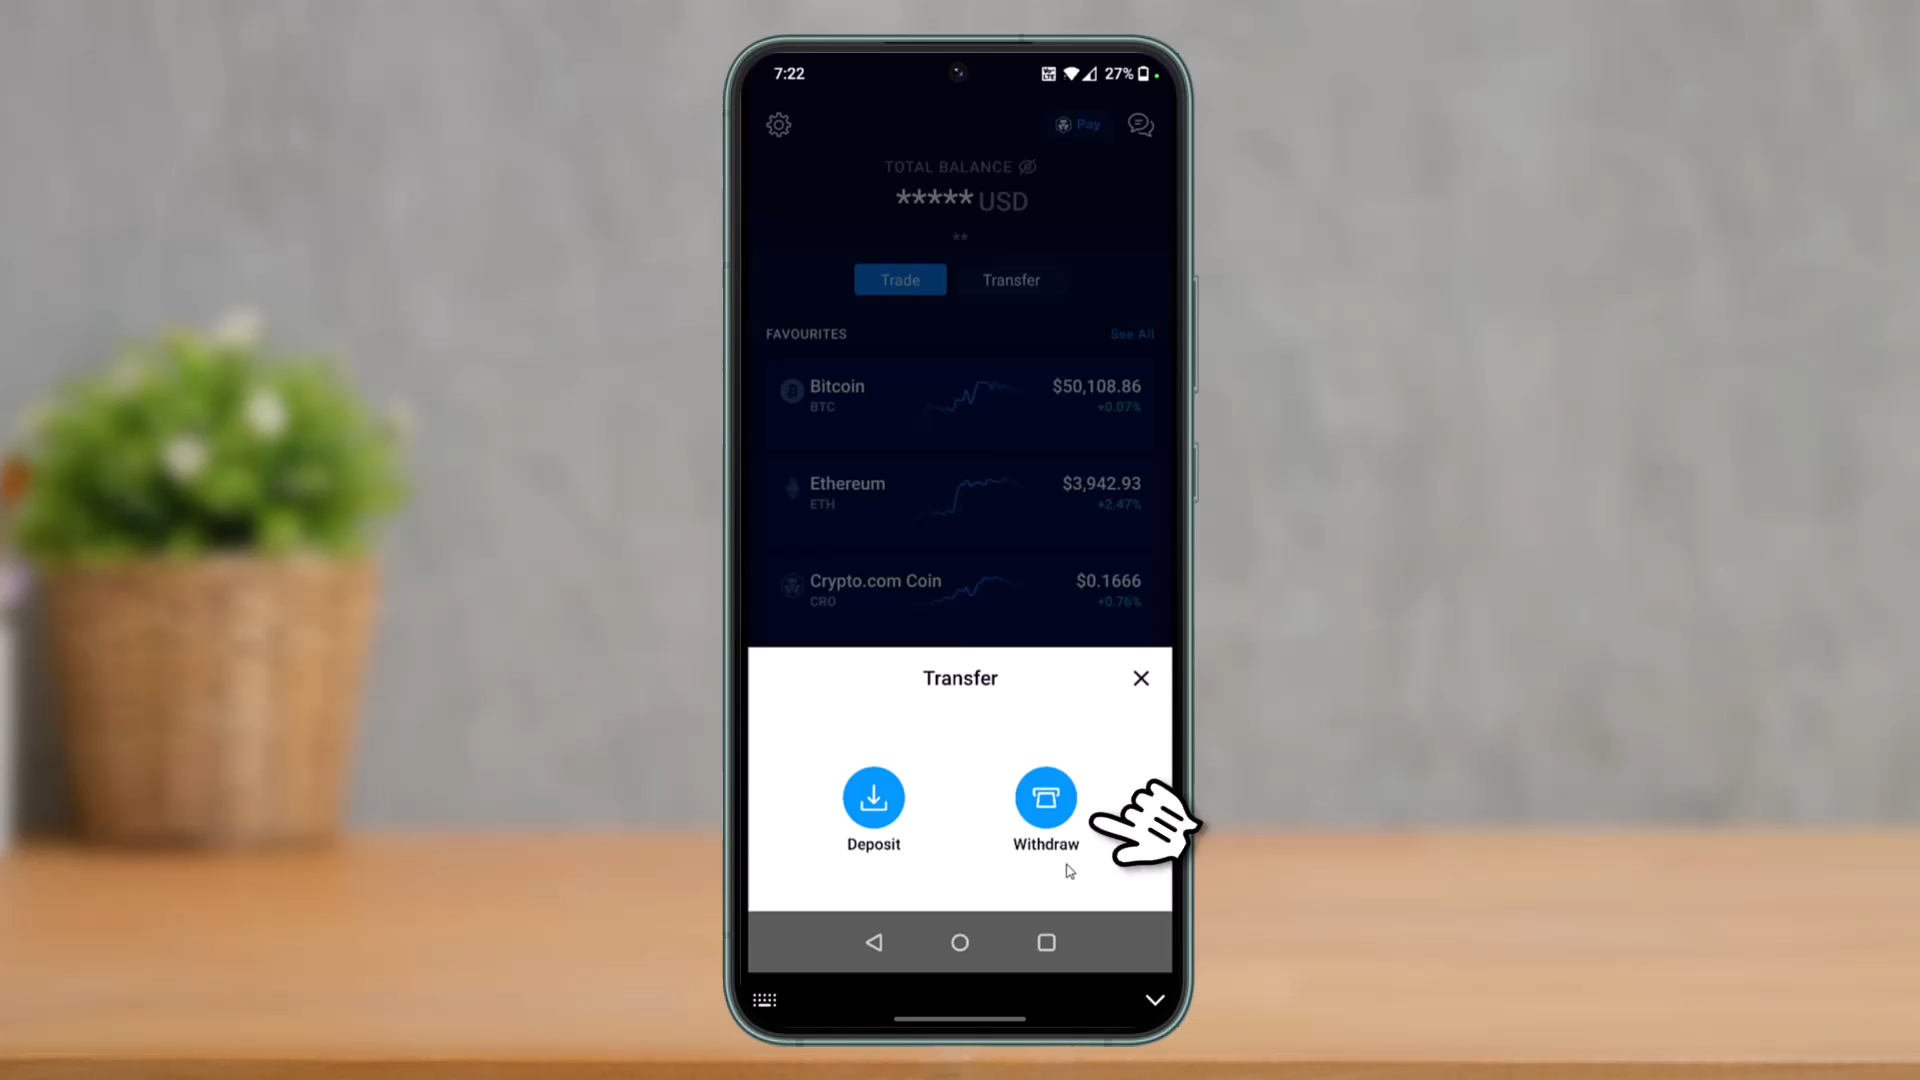 7:22
27%
Pay
TOTAL BALANCE
***** USD
**
Trade
Transfer
FAVOURITES
See All
Bitcoin
$50,108.86
BTC
+0.07%
Ethereum
$3,942.93
ETH
+2.47%
Crypto.com Coin
$0.1666
CRO
+0.76%
Transfer
Deposit
Withdraw